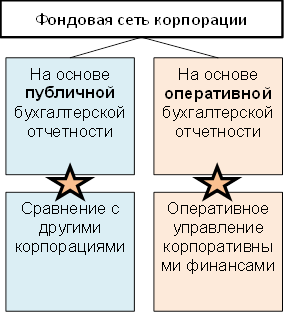 Фондовая сеть корпорации
На основе
публичной
бухгалтерской
отчетности
На основе
оперативной
бухгалтерской
отчетности
Сравнение с
другими
корпорациями
Оперативное
управление
корпоративны
ми финансами